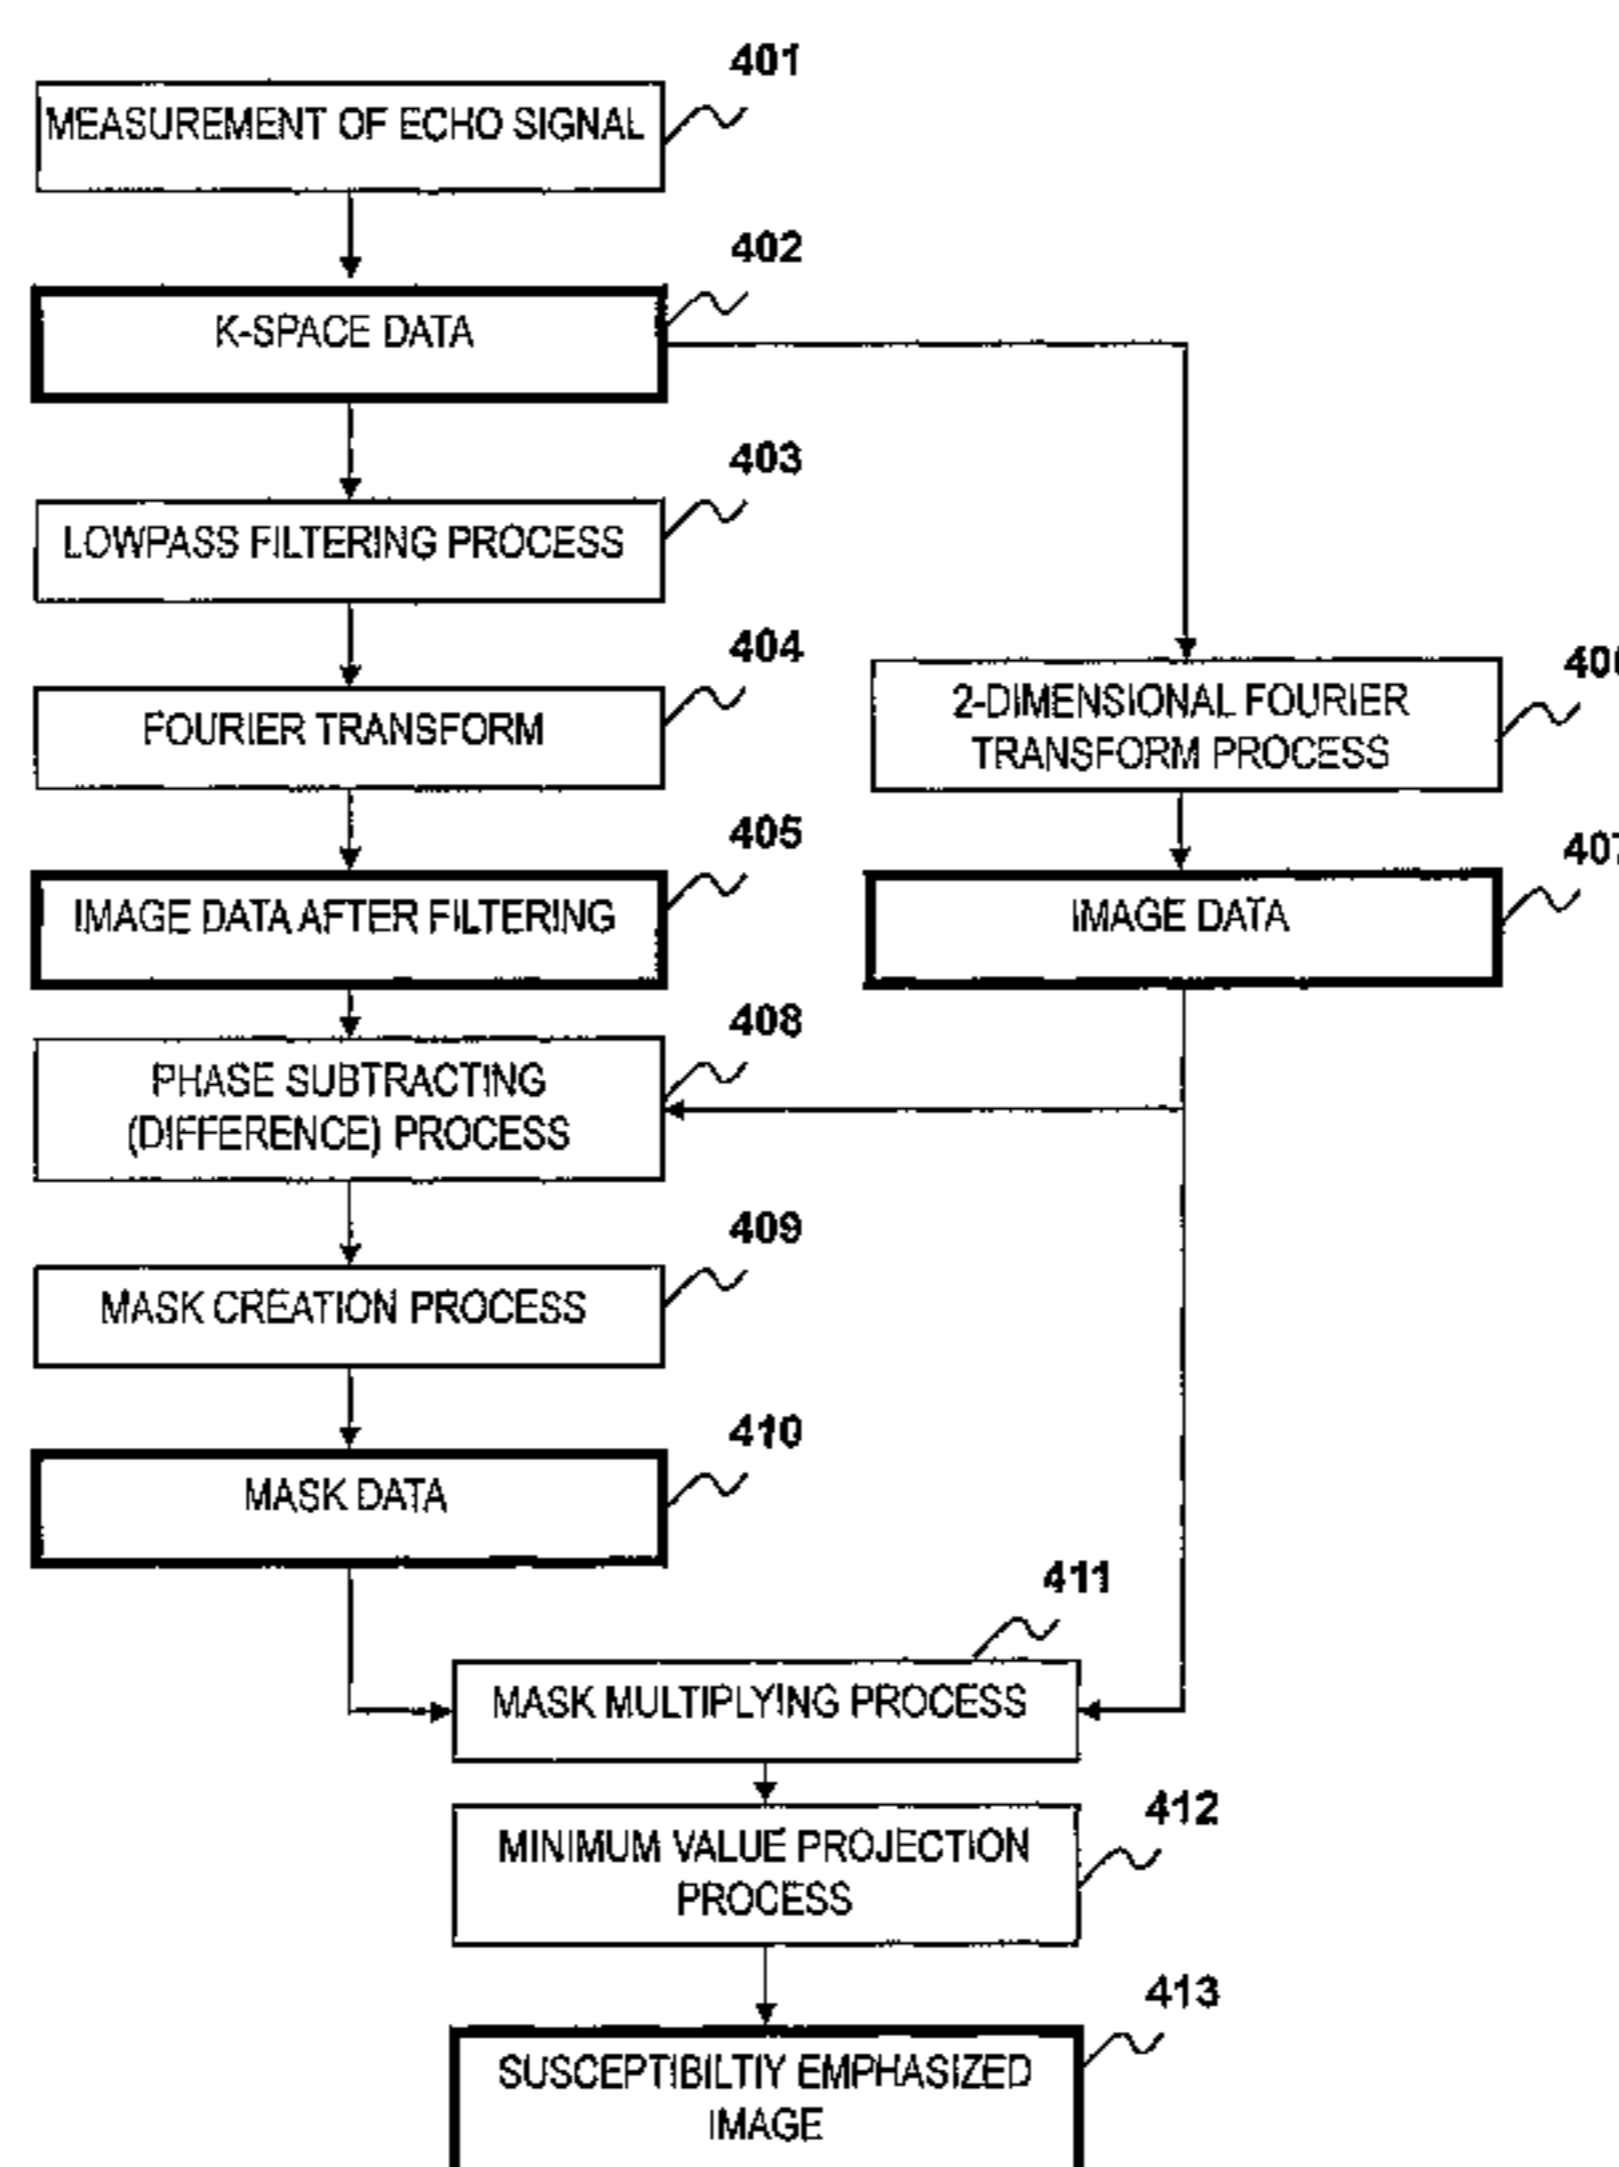 401
MEASUREMENT OF ECHO SIGNAL
402
K-SPACE DATA
403
LOWPASS FILTERING PROCESS
404
FOURIER TRANSFORM
406
2-DIMENSIONAL FOURIER
TRANSFORM PROCESS
405
IMAGE DATA AFTER FILTERING
407
IMAGE DATA
408
PHASE SUBTRACTING
(DIFFERENCE) PROCESS
409
MASK CREATION PROCESS
410
MASK DATA
411
MASK MULTIPLYING PROCESS
412
MINIMUM VALUE PROJECTION
PROCESS
413
SUSCEPTIBILTIY EMPHASIZED
IMAGE